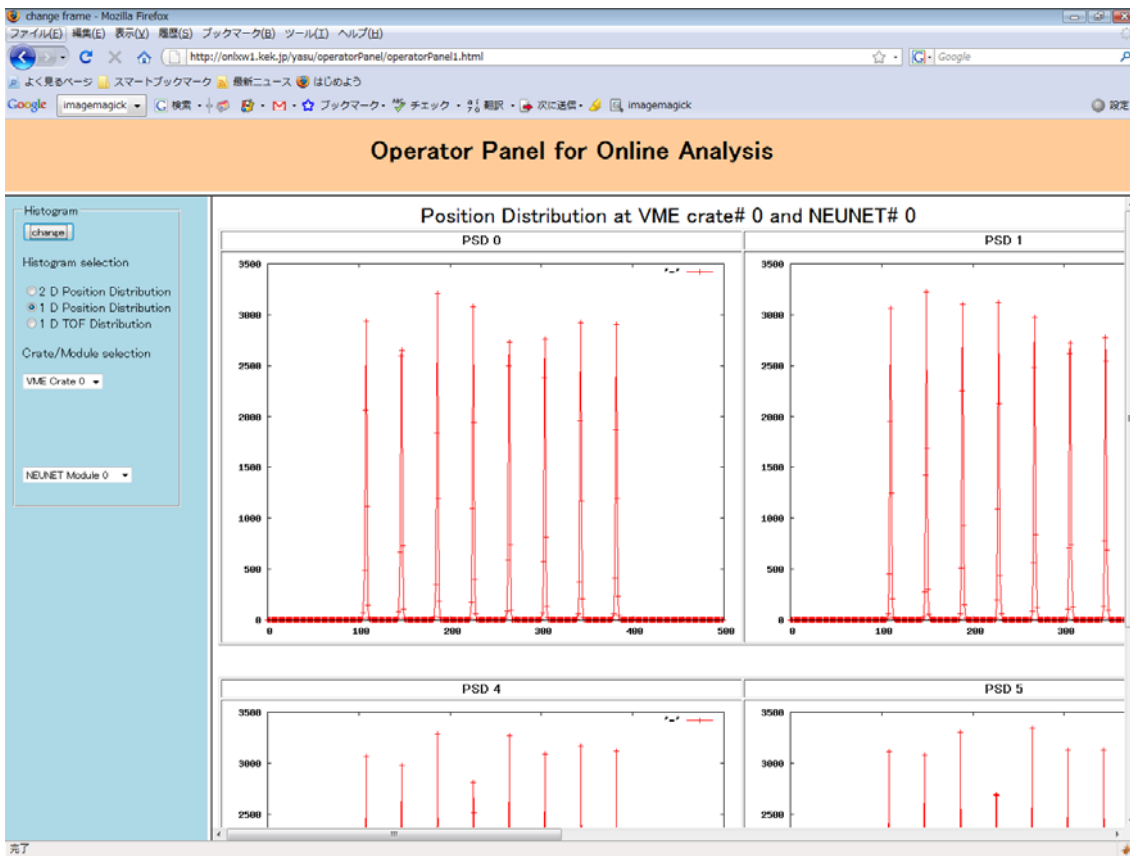 change frame - Mozilla Firefox
ファイル(F) 編集(E) 表示(V) 履歴(S) ブックマーク(B) ツール(T) ヘルプ(H)
http://onlxw1.kek.jp/yasu/operatorPanel/operatorPanel1.html
G Google
よく見るページ スマートブックマーク 最新ニュース はじめよう
Google imagemagick 検索 ブックマーク チェック 翻訳 次に送信 imagemagick 設定
Operator Panel for Online Analysis
Histogram
change
Histogram selection
2 D Position Distribution
1 D Position Distribution
1 D TOF Distribution
Crate/Module selection
VME Crate 0
NEUNET Module 0
Position Distribution at VME crate# 0 and NEUNET# 0
PSD 0
3500
3000
2500
2000
1500
1000
500
0
0 100 200 300 400 500
"-"
PSD 1
3500
3000
2500
2000
1500
1000
500
0
0 100 200 300
PSD 4
3500
3000
2500
"-"
PSD 5
3500
3000
2500
完了